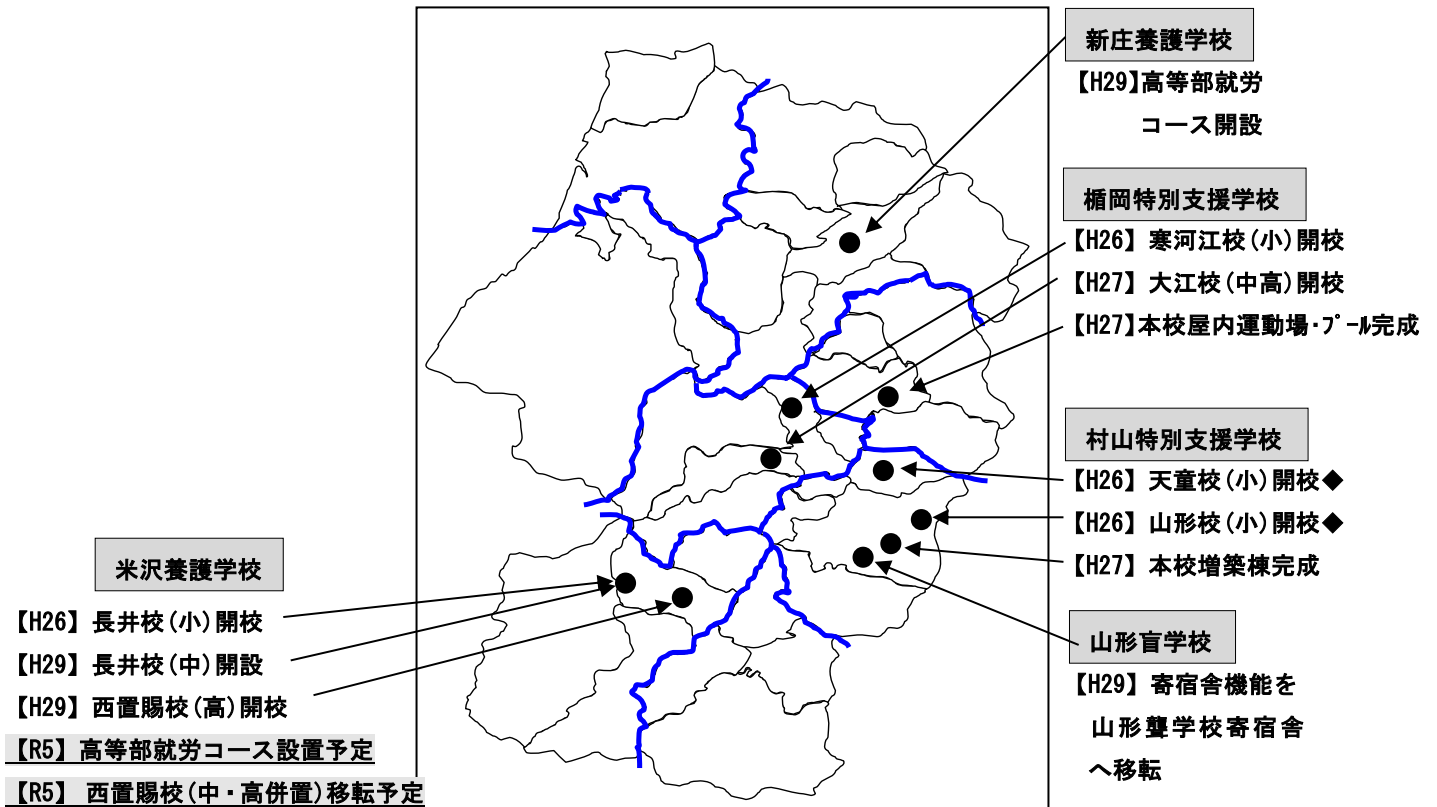 新庄養護学校
【H29】高等部就労
コース開設
楯岡特別支援学校
【H26】寒河江校(小)開校
【H27】大江校(中高)開校
【H27】本校屋内運動場・ﾌﾟｰﾙ完成
村山特別支援学校
【H26】天童校(小)開校◆
【H26】山形校(小)開校◆
【H27】本校増築棟完成
山形盲学校
【H29】寄宿舎機能を
山形聾学校寄宿舎
へ移転
米沢養護学校
【H26】長井校(小)開校
【H29】長井校(中)開設
【H29】西置賜校(高)開校
【R5】高等部就労コース設置予定
【R5】 西置賜校(中・高併置)移転予定